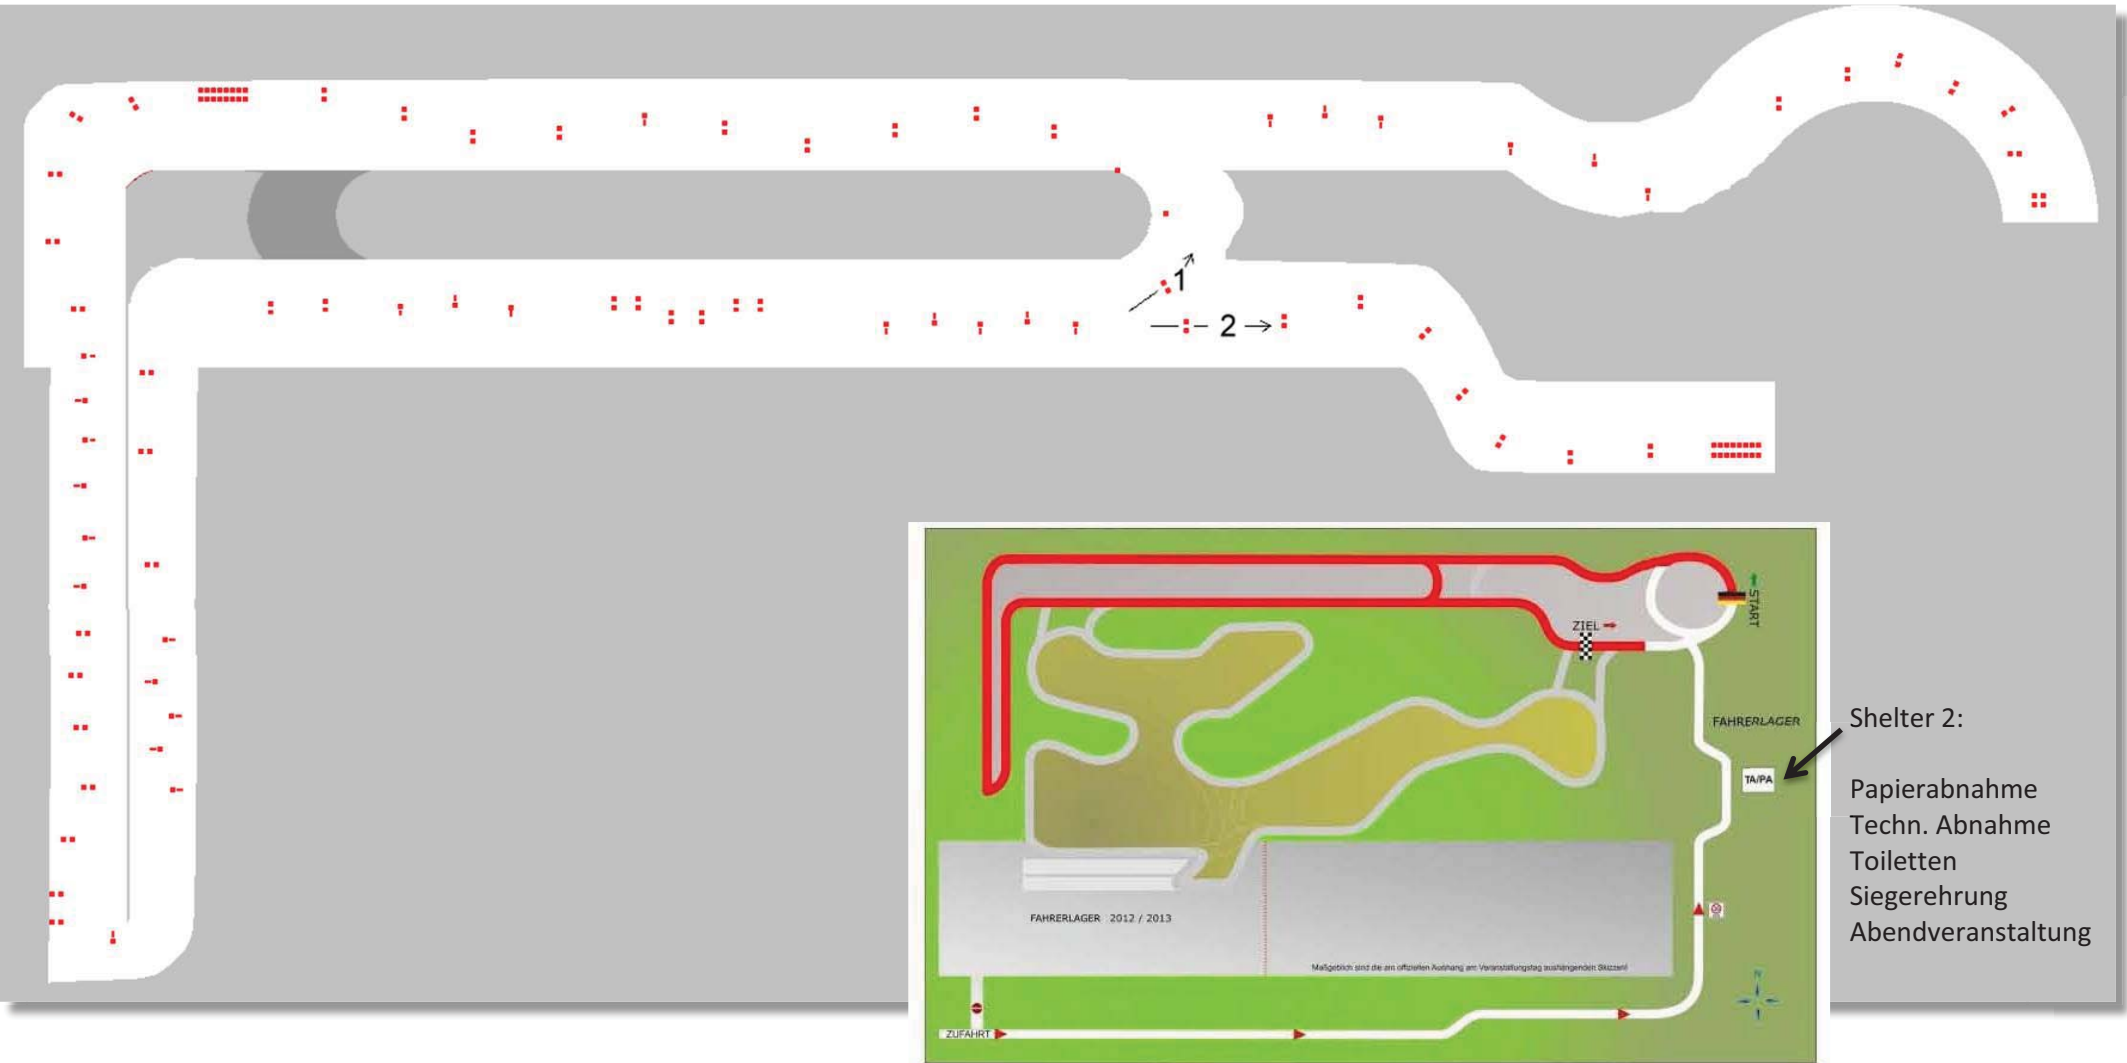 1
2
START
ZIEL
FAHRERLAGER
TA/PA
Shelter 2:
Papierabnahme
Techn. Abnahme
Toiletten
Siegerehrung
Abendveranstaltung
FAHRERLAGER 2012 / 2013
Maßgeblich sind die am offiziellen Aushang am Veranstaltungstag aushängenden Skizzen!
N
ZUFAHRT